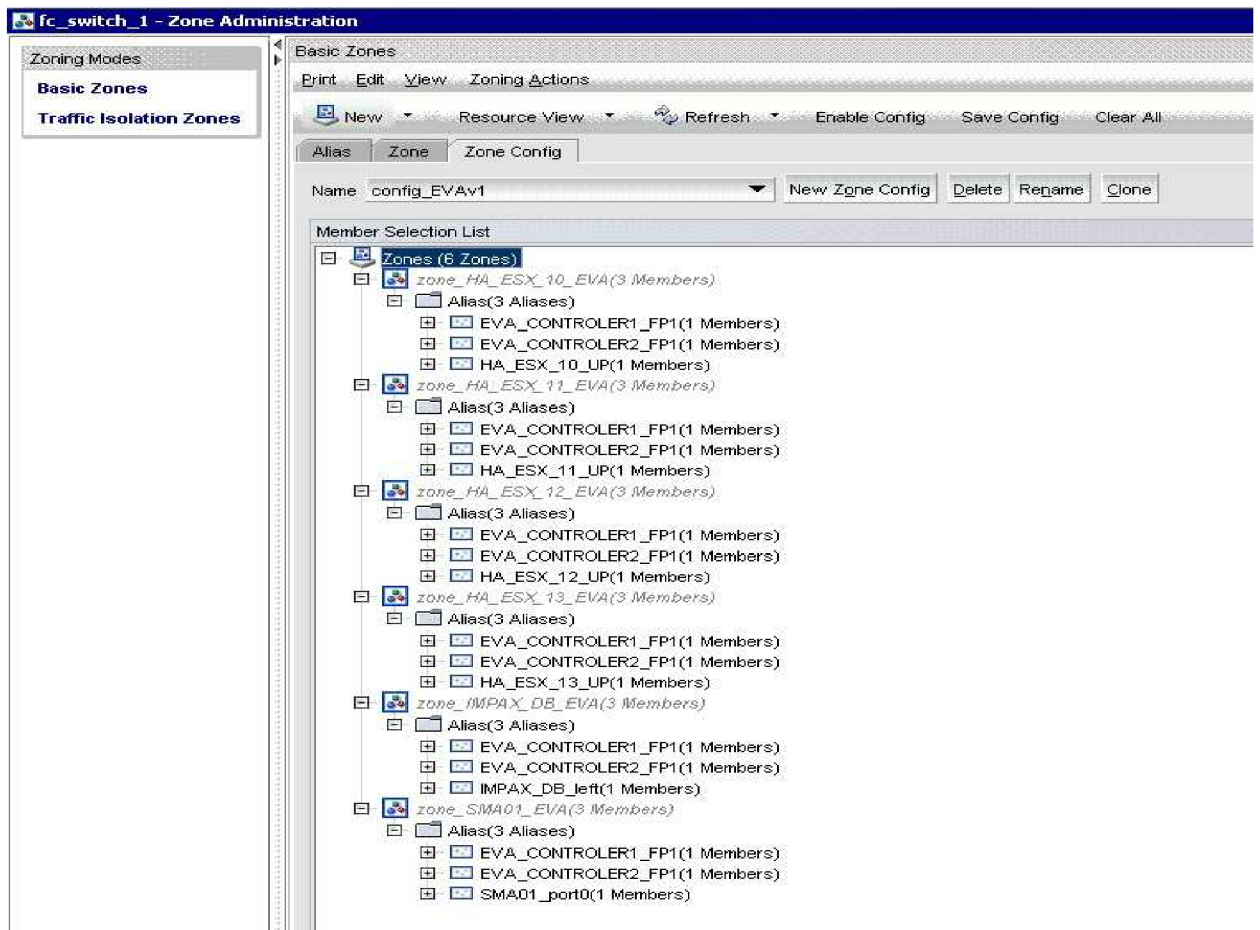 fc_switch_1 - Zone Administration
Zoning Modes
Basic Zones
Traffic Isolation Zones
Basic Zones
Print Edit View Zoning Actions
New Resource View Refresh Enable Config Save Config Clear All
Alias Zone Zone Config
Name config_EVAv1 New Zone Config Delete Rename Clone
Member Selection List
Zones (6 Zones)
zone_HA_ESX_10_EVA(3 Members)
Alias(3 Aliases)
EVA_CONTROLER1_FP1(1 Members)
EVA_CONTROLER2_FP1(1 Members)
HA_ESX_10_UP(1 Members)
zone_HA_ESX_11_EVA(3 Members)
Alias(3 Aliases)
EVA_CONTROLER1_FP1(1 Members)
EVA_CONTROLER2_FP1(1 Members)
HA_ESX_11_UP(1 Members)
zone_HA_ESX_12_EVA(3 Members)
Alias(3 Aliases)
EVA_CONTROLER1_FP1(1 Members)
EVA_CONTROLER2_FP1(1 Members)
HA_ESX_12_UP(1 Members)
zone_HA_ESX_13_EVA(3 Members)
Alias(3 Aliases)
EVA_CONTROLER1_FP1(1 Members)
EVA_CONTROLER2_FP1(1 Members)
HA_ESX_13_UP(1 Members)
zone_IMPAX_DB_EVA(3 Members)
Alias(3 Aliases)
EVA_CONTROLER1_FP1(1 Members)
EVA_CONTROLER2_FP1(1 Members)
IMPAX_DB_left(1 Members)
zone_SMA01_EVA(3 Members)
Alias(3 Aliases)
EVA_CONTROLER1_FP1(1 Members)
EVA_CONTROLER2_FP1(1 Members)
SMA01_port0(1 Members)